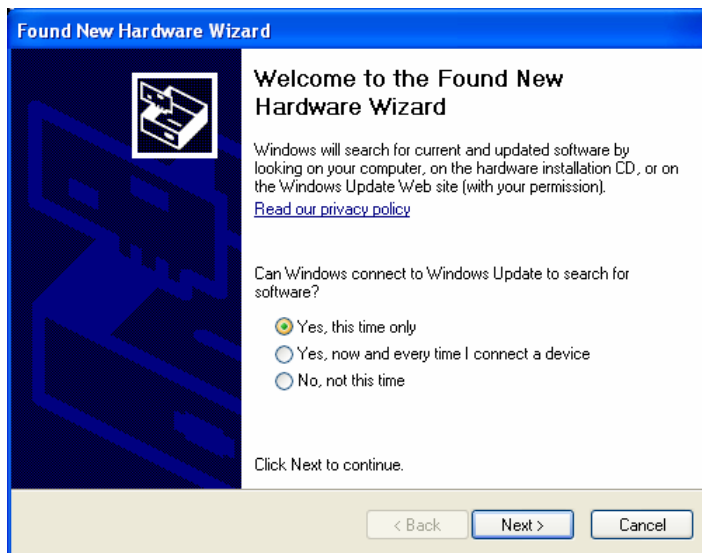 Found New Hardware Wizard
Welcome to the Found New
Hardware Wizard
Windows will search for current and updated software by
looking on your computer, on the hardware installation CD, or on
the Windows Update Web site (with your permission).
Read our privacy policy
Can Windows connect to Windows Update to search for
software?
Yes, this time only
Yes, now and every time I connect a device
No, not this time
Click Next to continue.
< Back
Next >
Cancel